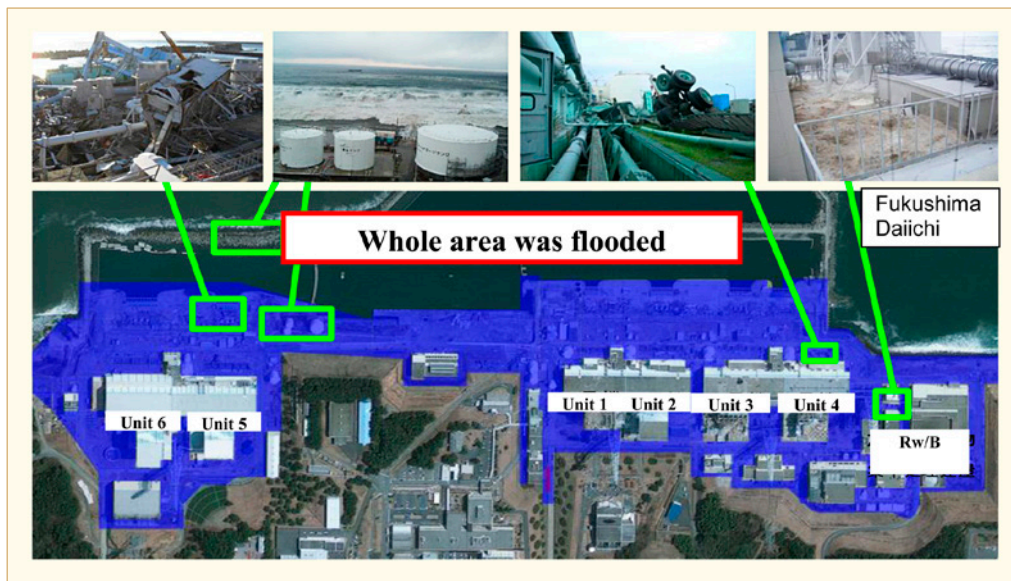 Fukushima
Daiichi
Whole area was flooded
Unit 6
Unit 5
Unit 1
Unit 2
Unit 3
Unit 4
Rw/B